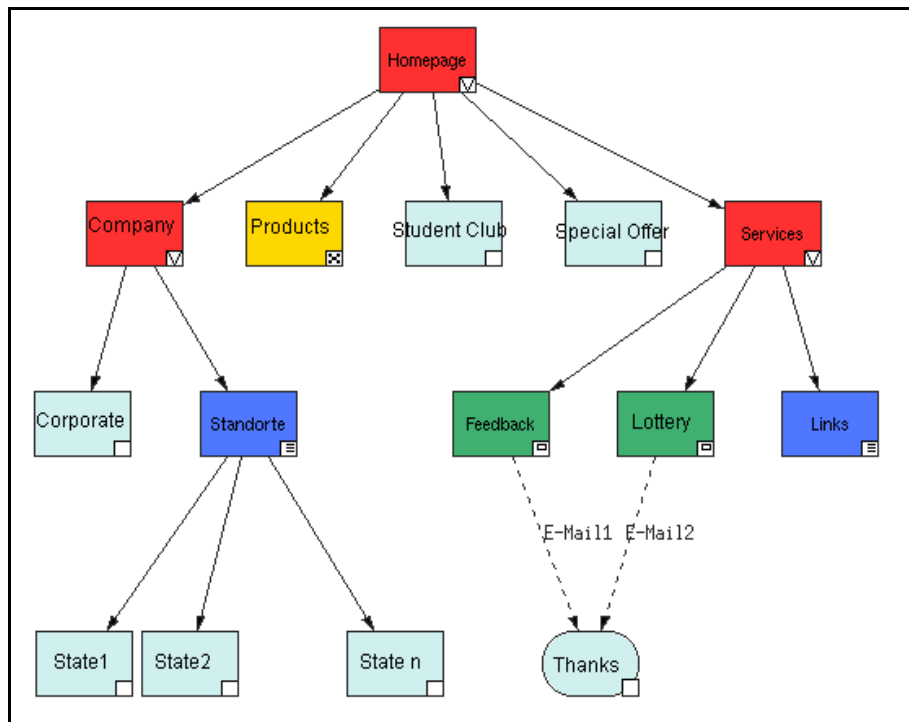 Homepage
Company
Products
Student Club
Special Offer
Services
Corporate
Standorte
Feedback
Lottery
Links
E-Mail1
E-Mail2
State1
State2
State n
Thanks